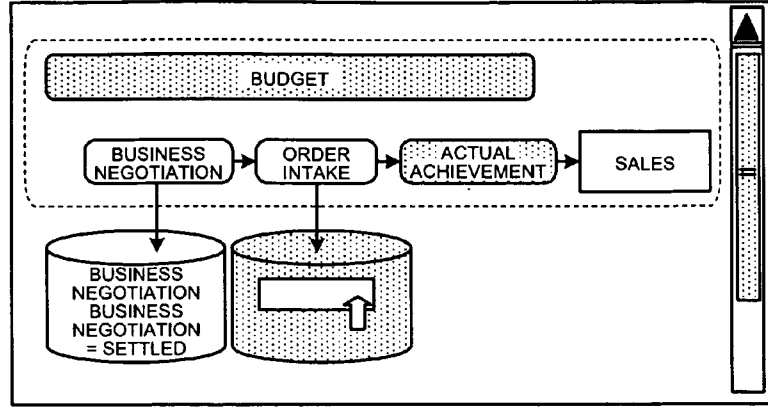 BUDGET
BUSINESS
NEGOTIATION
ORDER
INTAKE
ACTUAL
ACHIEVEMENT
SALES
BUSINESS
NEGOTIATION
BUSINESS
NEGOTIATION
= SETTLED